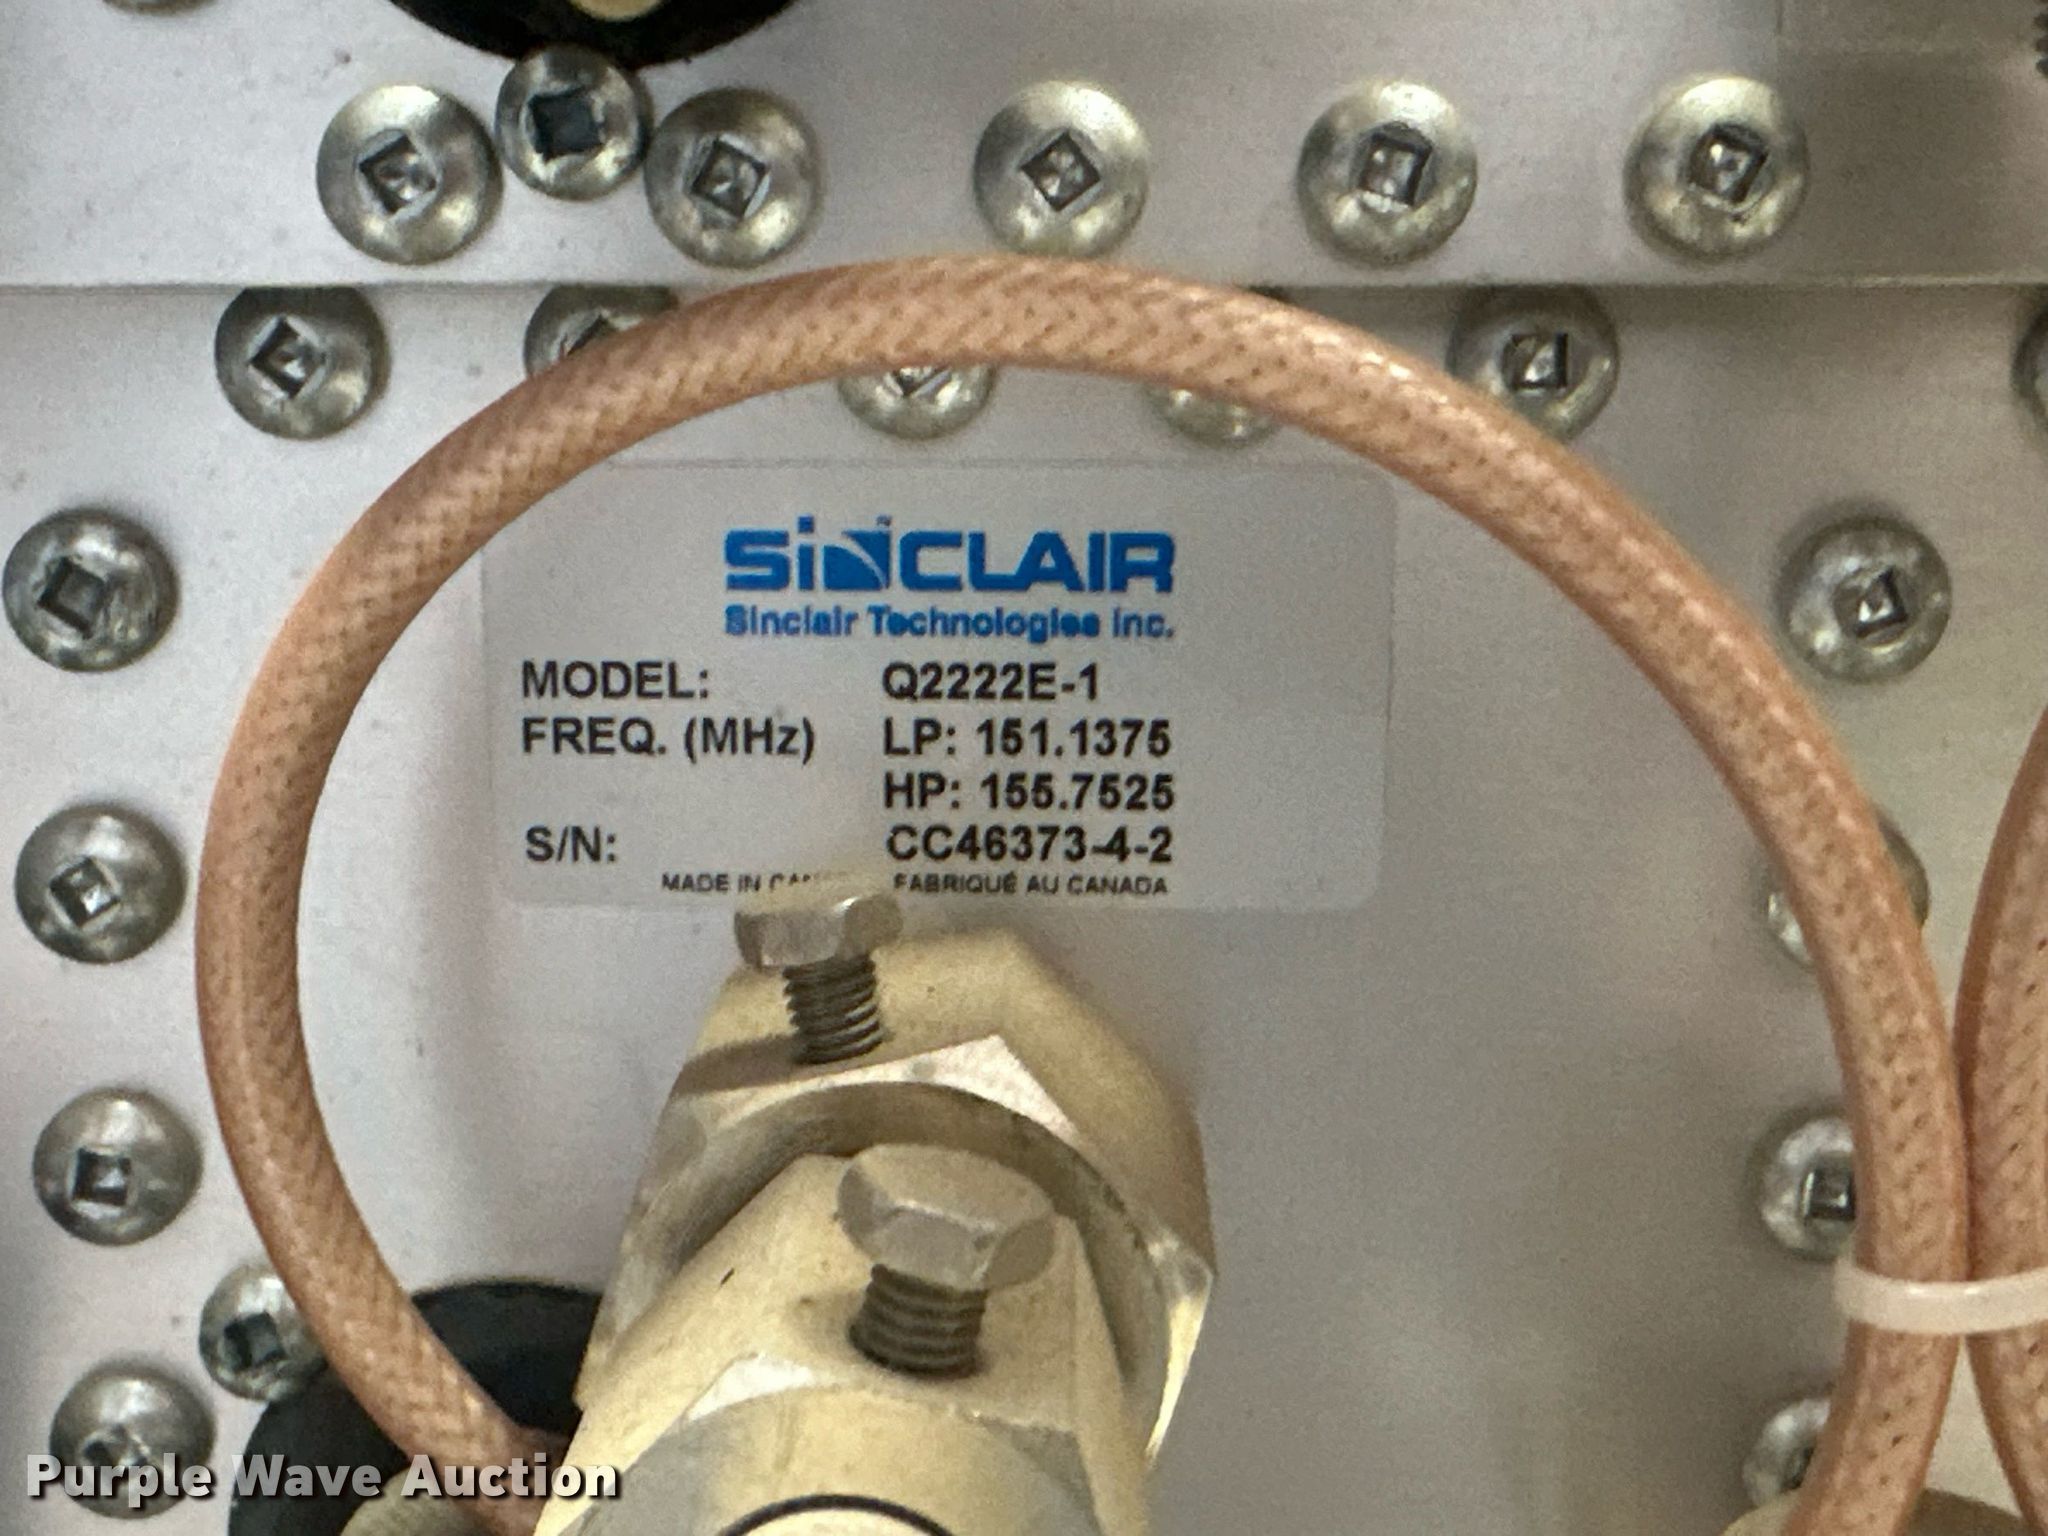 SiNCLAIR
Sinclair Technologies Inc.
MODEL: Q2222E-1
FREQ. (MHz) LP: 151.1375
HP: 155.7525
S/N: CC46373-4-2
MADE IN FABRIQUÉ AU CANADA
Purple Wave Auction